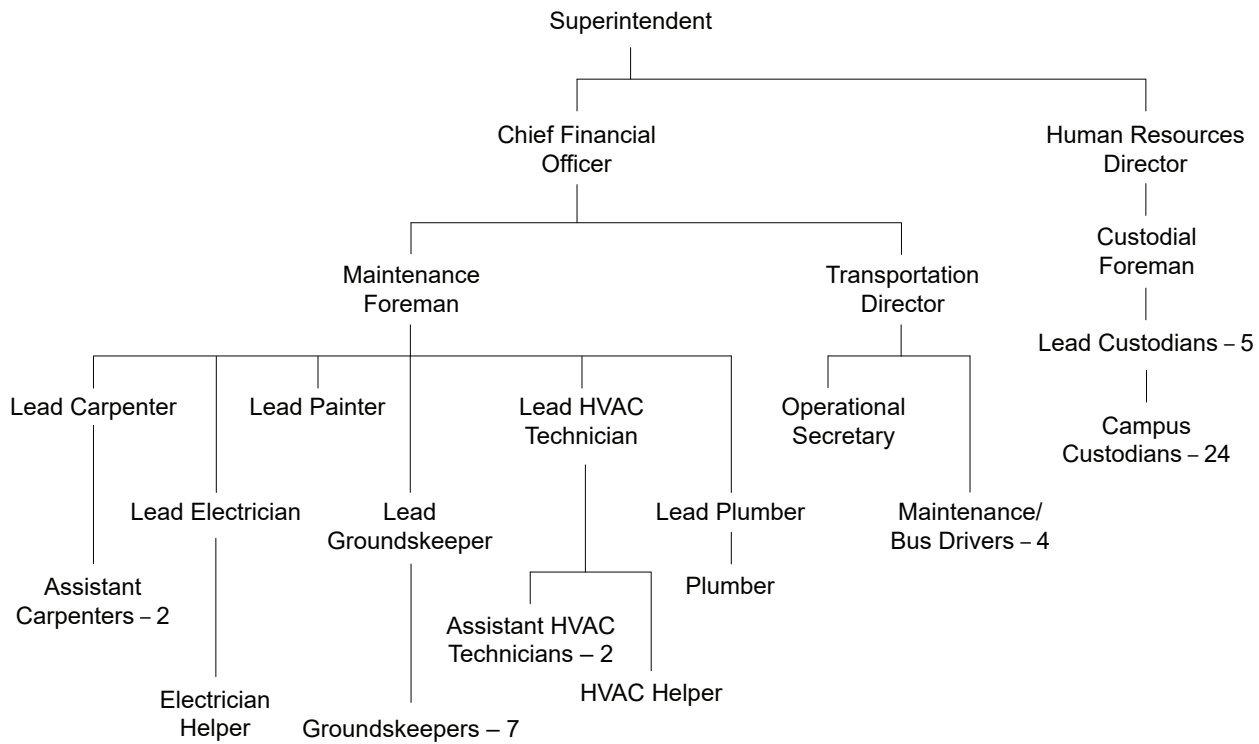 Superintendent
Chief Financial
Officer
Human Resources
Director
Custodial
Foreman
Maintenance
Foreman
Transportation
Director
Lead Custodians – 5
Lead Carpenter
Lead Painter
Lead HVAC
Technician
Operational
Secretary
Campus
Custodians – 24
Lead Electrician
Lead
Groundskeeper
Lead Plumber
Maintenance/
Bus Drivers – 4
Assistant
Carpenters – 2
Plumber
Assistant HVAC
Technicians – 2
HVAC Helper
Electrician
Helper
Groundskeepers – 7